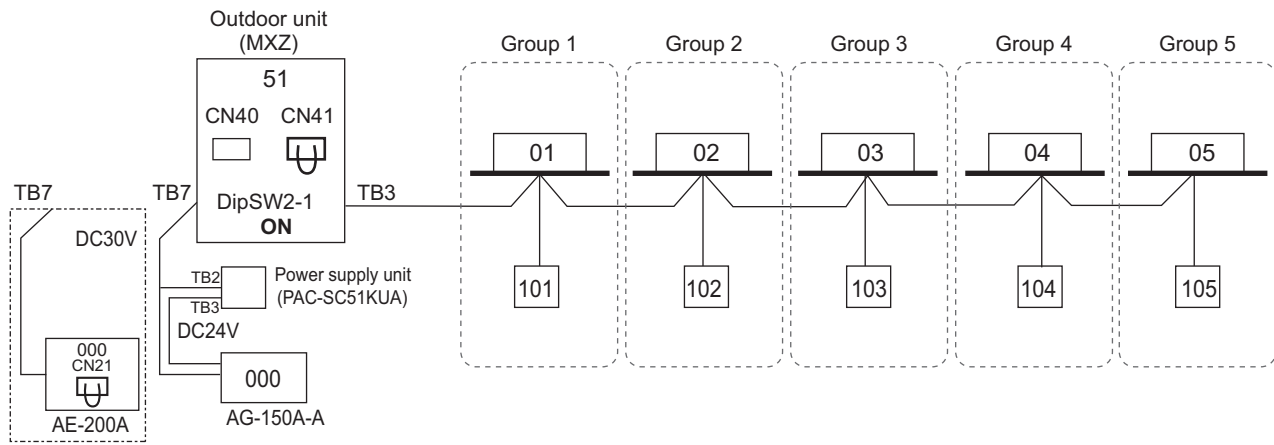 Outdoor unit
(MXZ)
51
CN40 CN41
DipSW2-1
ON
TB7
TB7
TB3
DC30V
000
CN21
AE-200A
TB2
Power supply unit
(PAC-SC51KUA)
TB3
DC24V
000
AG-150A-A
Group 1 Group 2 Group 3 Group 4 Group 5
01 02 03 04 05
101 102 103 104 105